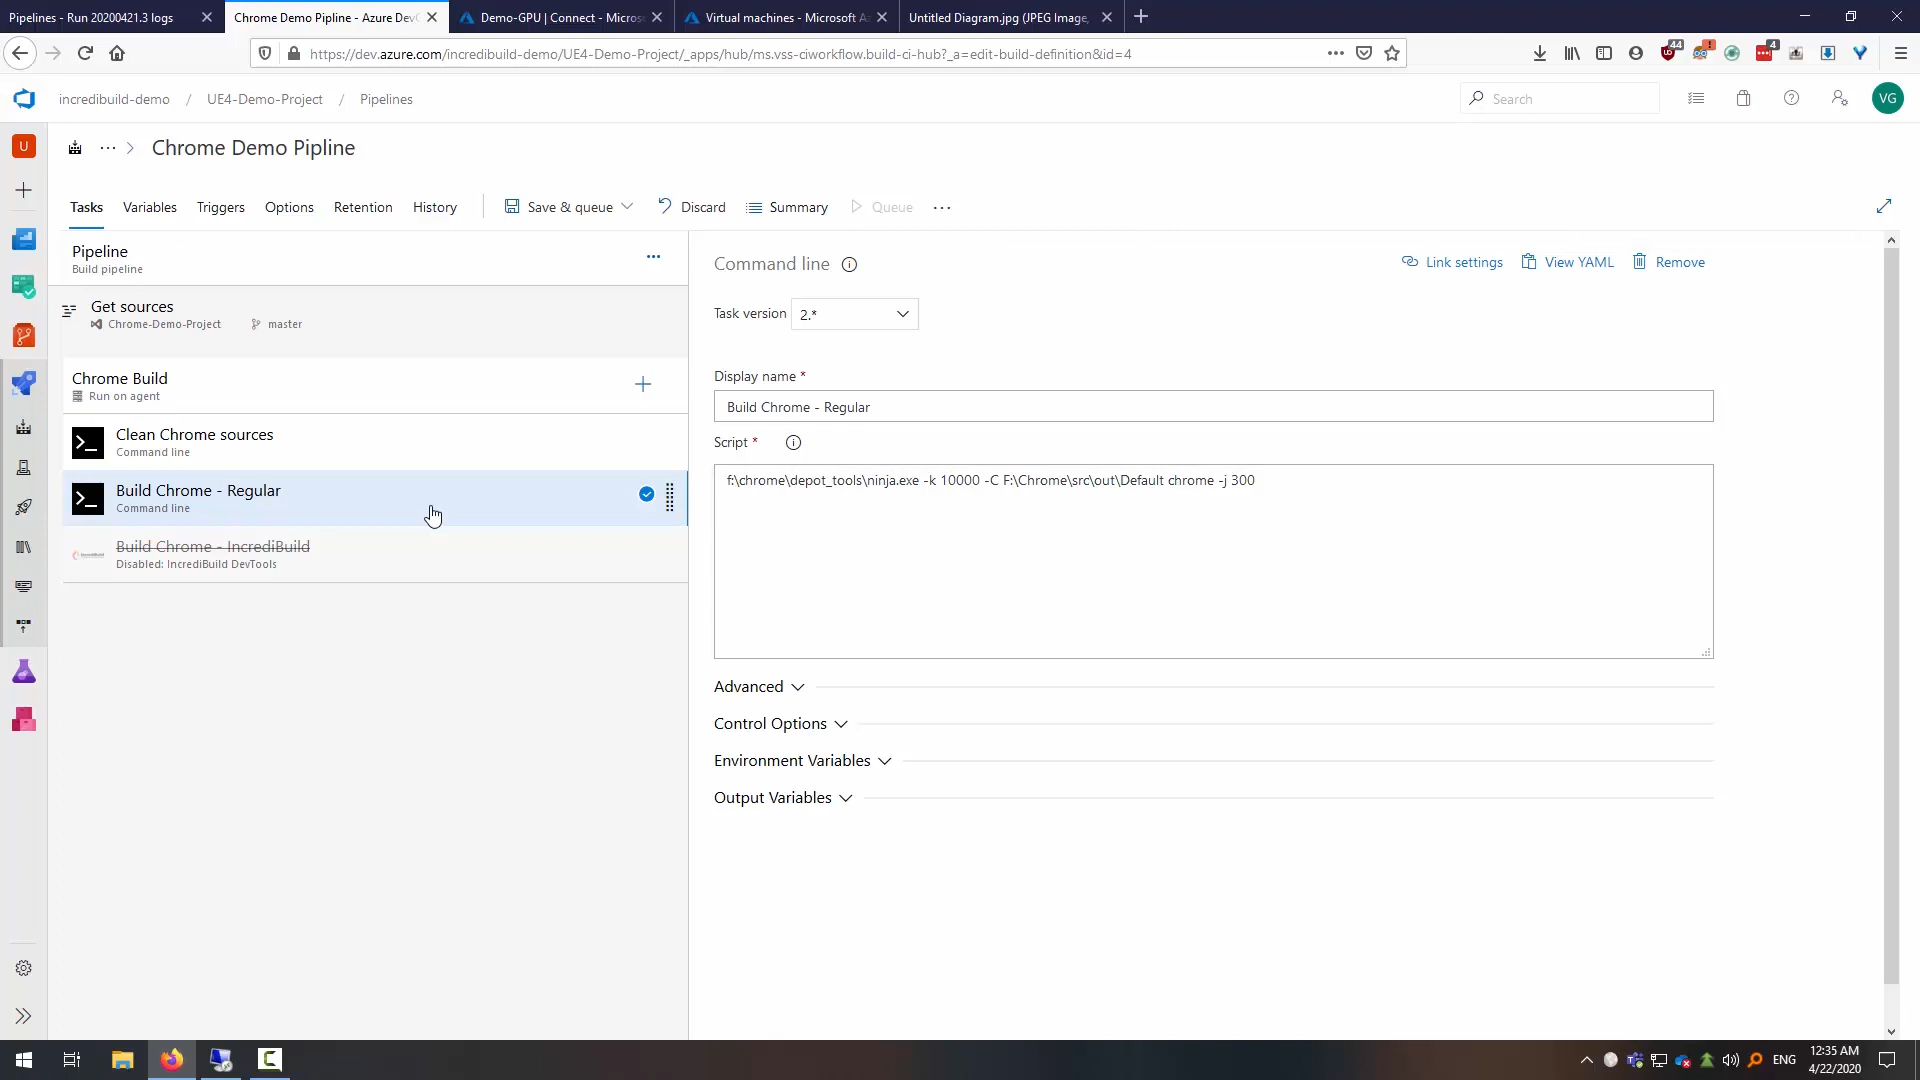 Pipelines - Run 20200421.3 logs
Chrome Demo Pipline - Azure Dev
Demo-GPU | Connect - Micros
Virtual machines - Microsoft A
Untitled Diagram.jpg (JPEG Image,
https://dev.azure.com/incredibuild-demo/UE4-Demo-Project/_apps/hub/ms.vss-ciworkflow.build-ci-hub?_a=edit-build-definition&id=4
44
4
incredibuild-demo / UE4-Demo-Project / Pipelines
Search
VG
U
Chrome Demo Pipline
Tasks Variables Triggers Options Retention History Save & queue Discard Summary Queue
Pipeline
Build pipeline
Get sources
Chrome-Demo-Project master
Chrome Build
Run on agent
Clean Chrome sources
Command line
Build Chrome - Regular
Command line
Build Chrome - IncrediBuild
Disabled: IncrediBuild DevTools
Command line
Link settings View YAML Remove
Task version 2.*
Display name *
Build Chrome - Regular
Script *
f:\chrome\depot_tools\ninja.exe -k 10000 -C F:\Chrome\src\out\Default chrome -j 300
Advanced
Control Options
Environment Variables
Output Variables
ENG
12:35 AM
4/22/2020